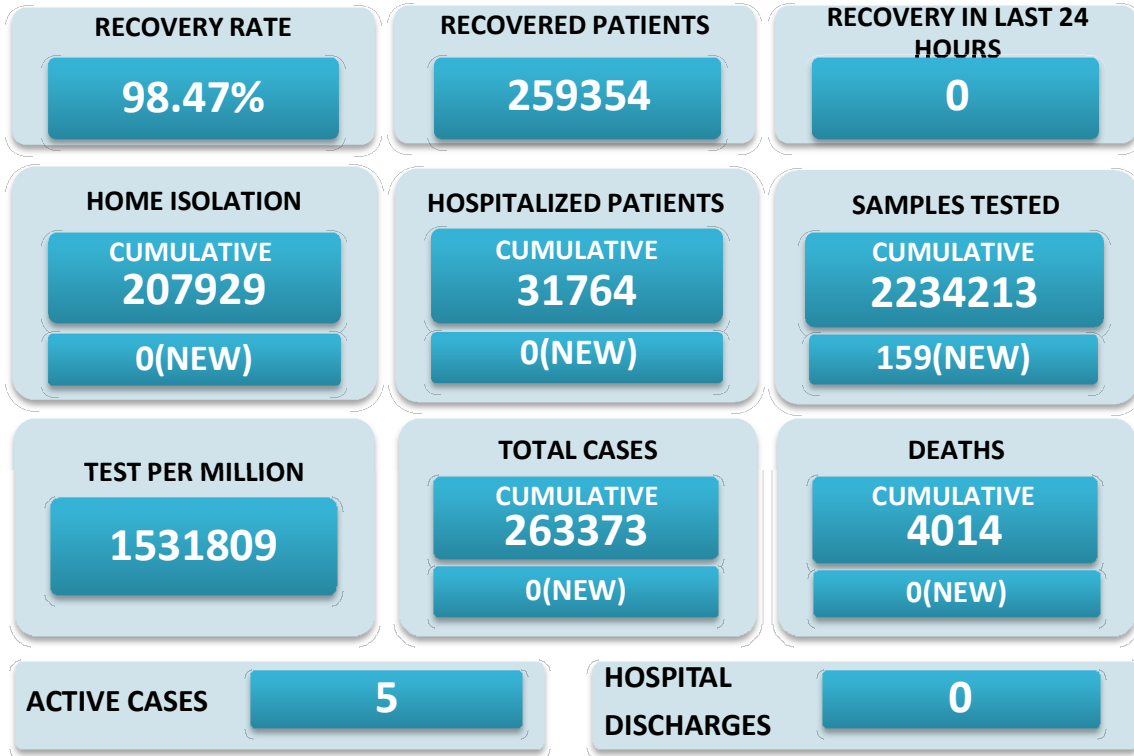 RECOVERY RATE
98.47%
RECOVERED PATIENTS
259354
RECOVERY IN LAST 24
HOURS
0
HOME ISOLATION
CUMULATIVE
207929
0(NEW)
HOSPITALIZED PATIENTS
CUMULATIVE
31764
0(NEW)
SAMPLES TESTED
CUMULATIVE
2234213
159(NEW)
TEST PER MILLION
1531809
TOTAL CASES
CUMULATIVE
263373
0(NEW)
DEATHS
CUMULATIVE
4014
0(NEW)
ACTIVE CASES
5
HOSPITAL
DISCHARGES
0